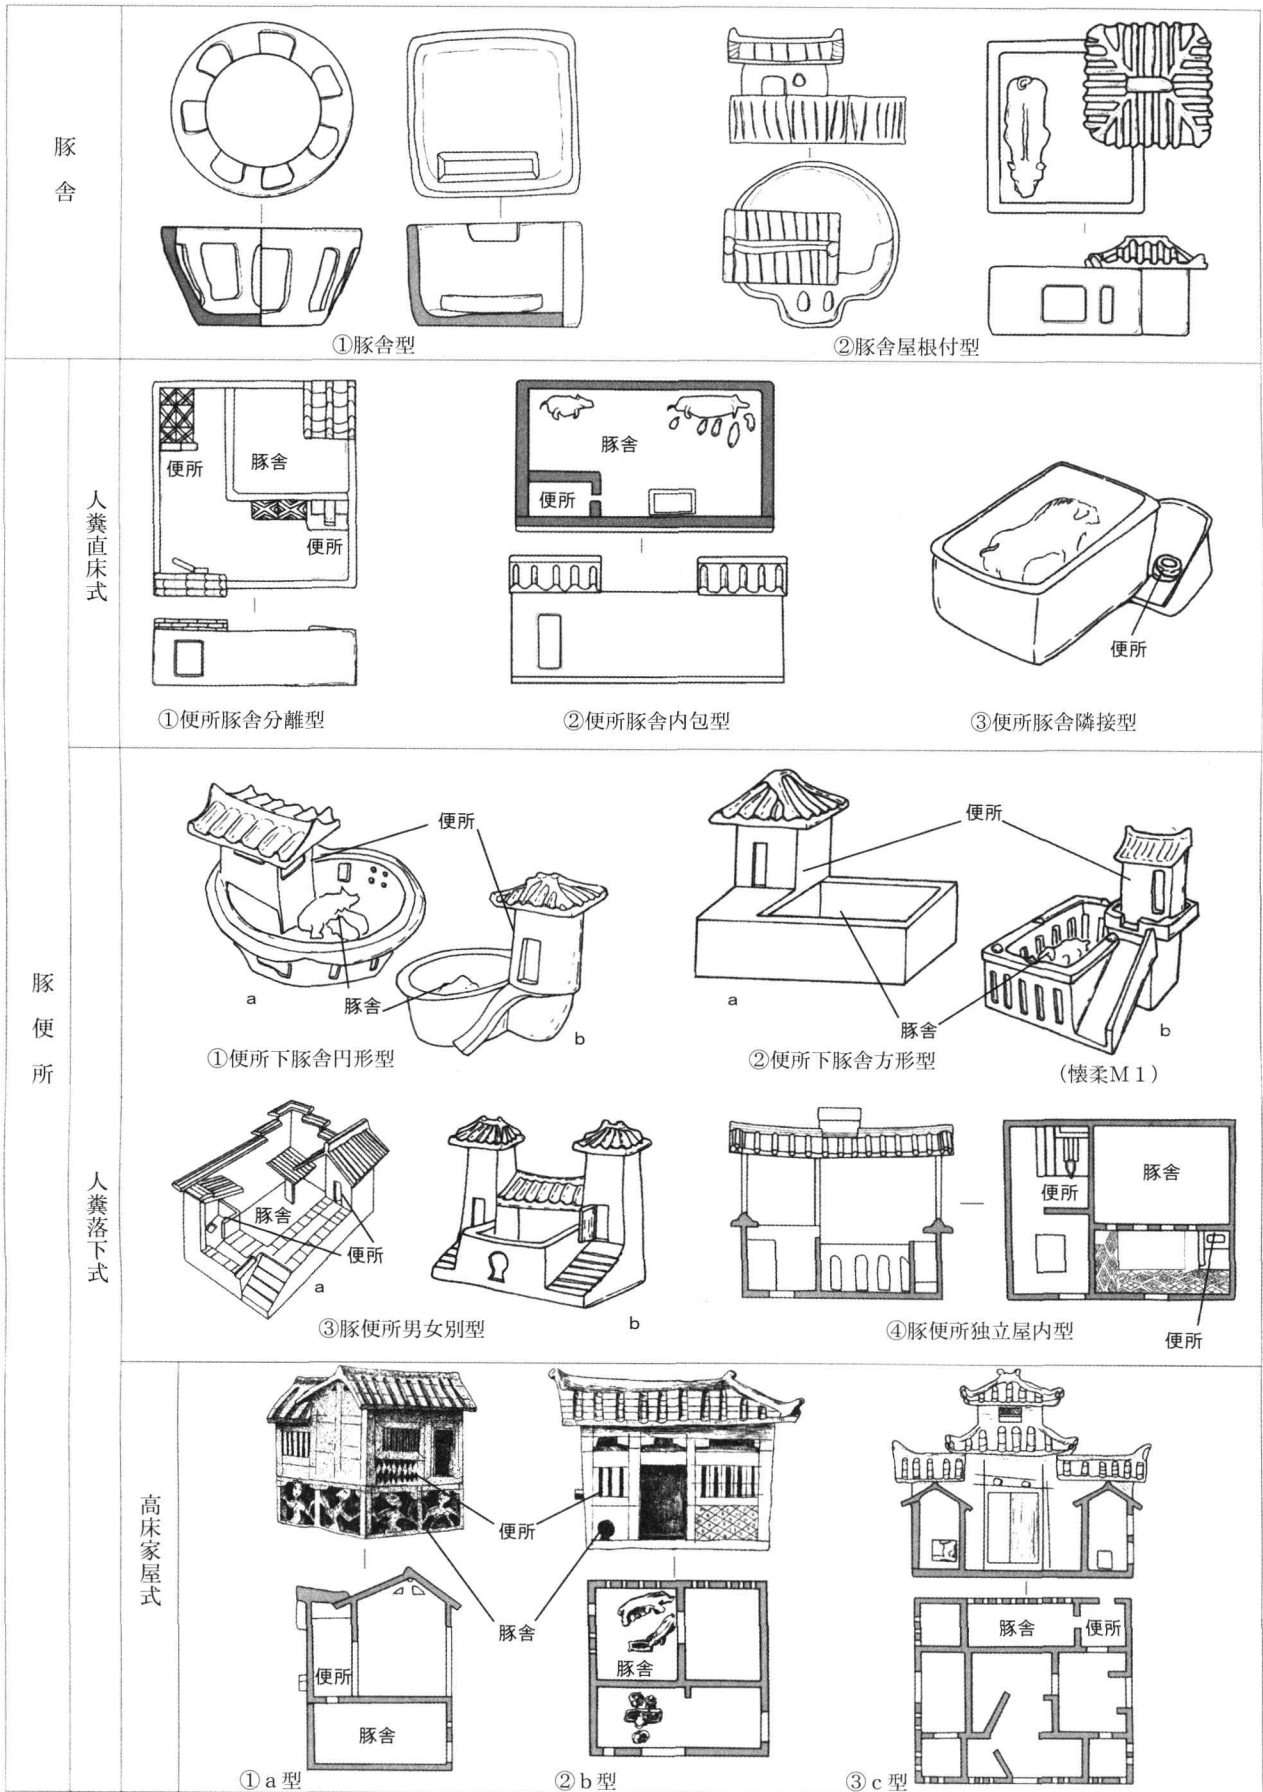 豚舎
①豚舎型
②豚舎屋根付型
豚便所
人糞直床式
便所
豚舎
便所
①便所豚舎分離型
豚舎
便所
②便所豚舎内包型
便所
③便所豚舎隣接型
人糞落下式
便所
豚舎
a
b
①便所下豚舎円形型
便所
豚舎
a
b
②便所下豚舎方形型
(懐柔M1)
豚舎
便所
a
b
③豚便所男女別型
便所
豚舎
便所
④豚便所独立屋内型
高床家屋式
便所
豚舎
便所
豚舎
①a型
豚舎
②b型
豚舎
便所
③c型